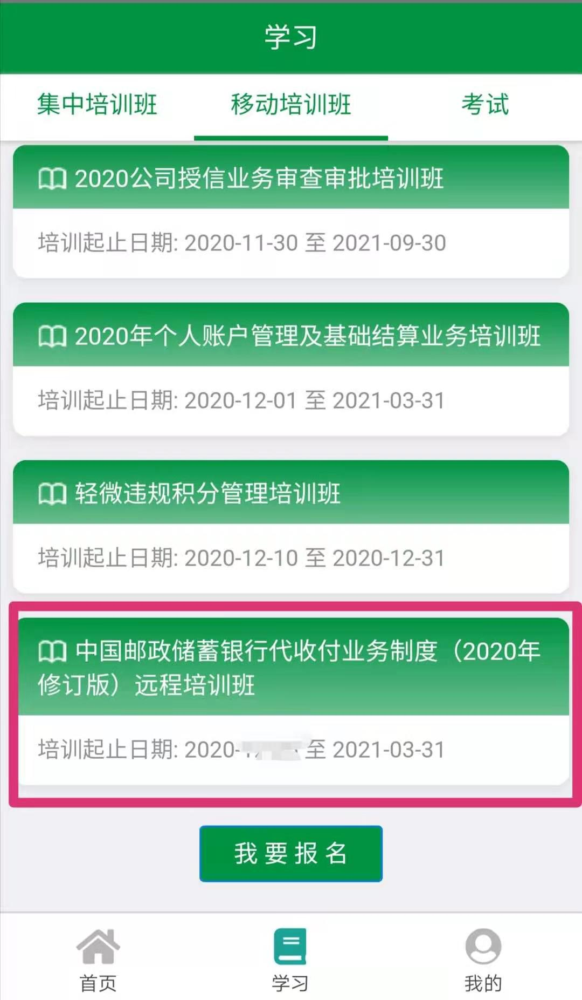 学习
集中培训班 移动培训班 考试
2020公司授信业务审查审批培训班
培训起止日期: 2020-11-30 至 2021-09-30
2020年个人账户管理及基础结算业务培训班
培训起止日期: 2020-12-01 至 2021-03-31
轻微违规积分管理培训班
培训起止日期: 2020-12-10 至 2020-12-31
中国邮政储蓄银行代收付业务制度（2020年
修订版）远程培训班
培训起止日期: 2020- 至 2021-03-31
我要报名
首页 学习 我的